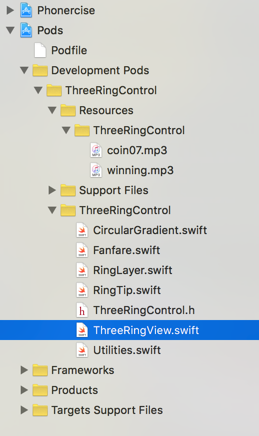 Phonercise
Pods
Podfile
Development Pods
ThreeRingControl
Resources
ThreeRingControl
coin07.mp3
winning.mp3
Support Files
ThreeRingControl
CircularGradient.swift
Fanfare.swift
RingLayer.swift
RingTip.swift
h ThreeRingControl.h
ThreeRingView.swift
Utilities.swift
Frameworks
Products
Targets Support Files